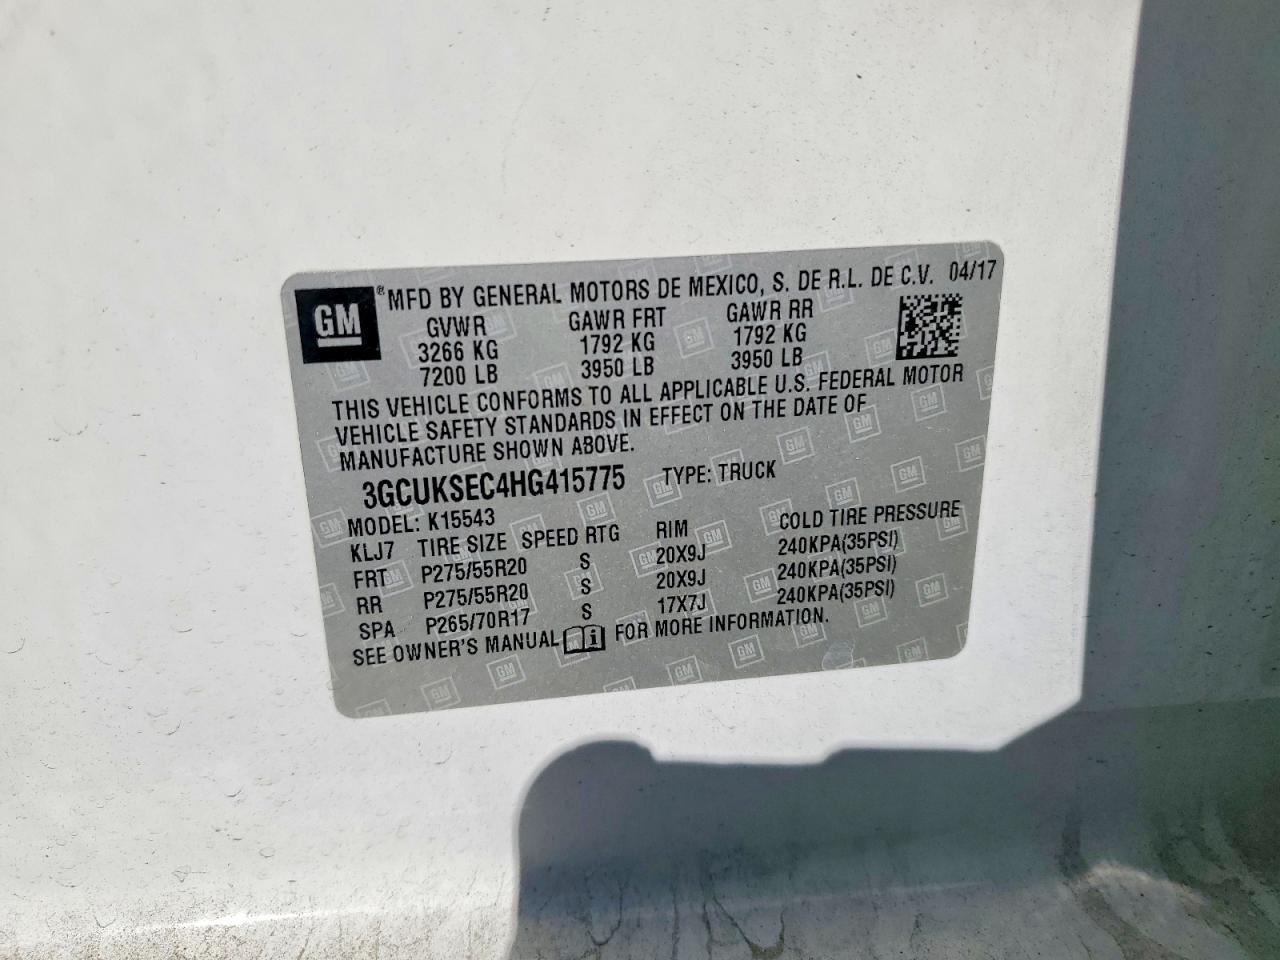 GM ® MFD BY GENERAL MOTORS DE MEXICO, S. DE R.L. DE C.V. 04/17
GVWR GAWR FRT GAWR RR
3266 KG 1792 KG 1792 KG
7200 LB 3950 LB 3950 LB
THIS VEHICLE CONFORMS TO ALL APPLICABLE U.S. FEDERAL MOTOR
VEHICLE SAFETY STANDARDS IN EFFECT ON THE DATE OF
MANUFACTURE SHOWN ABOVE.
3GCUKSEC4HG415775 TYPE: TRUCK
MODEL: K15543
KLJ7 TIRE SIZE SPEED RTG RIM COLD TIRE PRESSURE
FRT P275/55R20 S 20X9J 240KPA(35PSI)
RR P275/55R20 S 20X9J 240KPA(35PSI)
SPA P265/70R17 S 17X7J 240KPA(35PSI)
SEE OWNER'S MANUAL i FOR MORE INFORMATION.